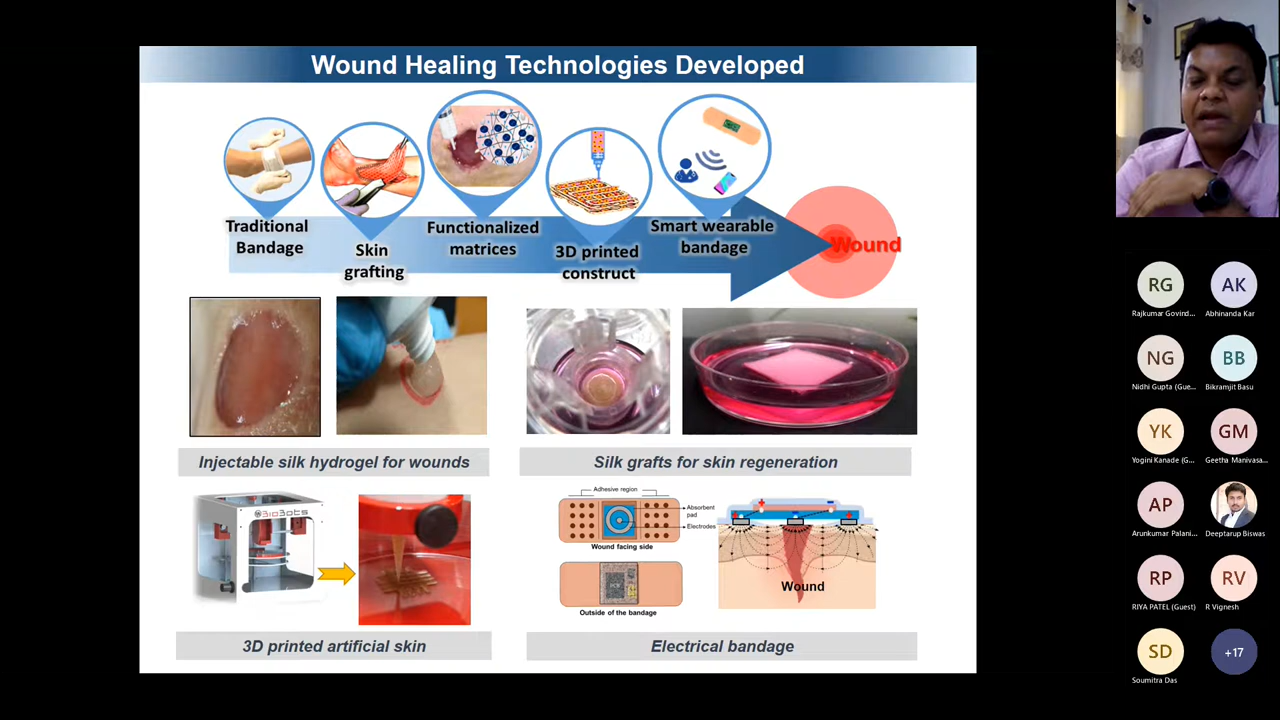 Wound Healing Technologies Developed
Traditional
Bandage
Skin
grafting
Functionalized
matrices
3D printed
construct
Smart wearable
bandage
Wound
Injectable silk hydrogel for wounds
Silk grafts for skin regeneration
BioBots
3D printed artificial skin
Adhesive region
Absorbent
pad
Electrodes
Wound facing side
Outside of the bandage
Wound
Electrical bandage
RG
AK
Rajkumar Govind...
Abhinanda Kar
NG
BB
Nidhi Gupta (Gue...
Bikramjit Basu
YK
GM
Yogini Kanade (G...
Geetha Manivasa...
AP
Arunkumar Palani...
Deeptarup Biswas
RP
RV
RIYA PATEL (Guest)
R Vignesh
SD
+17
Soumitra Das